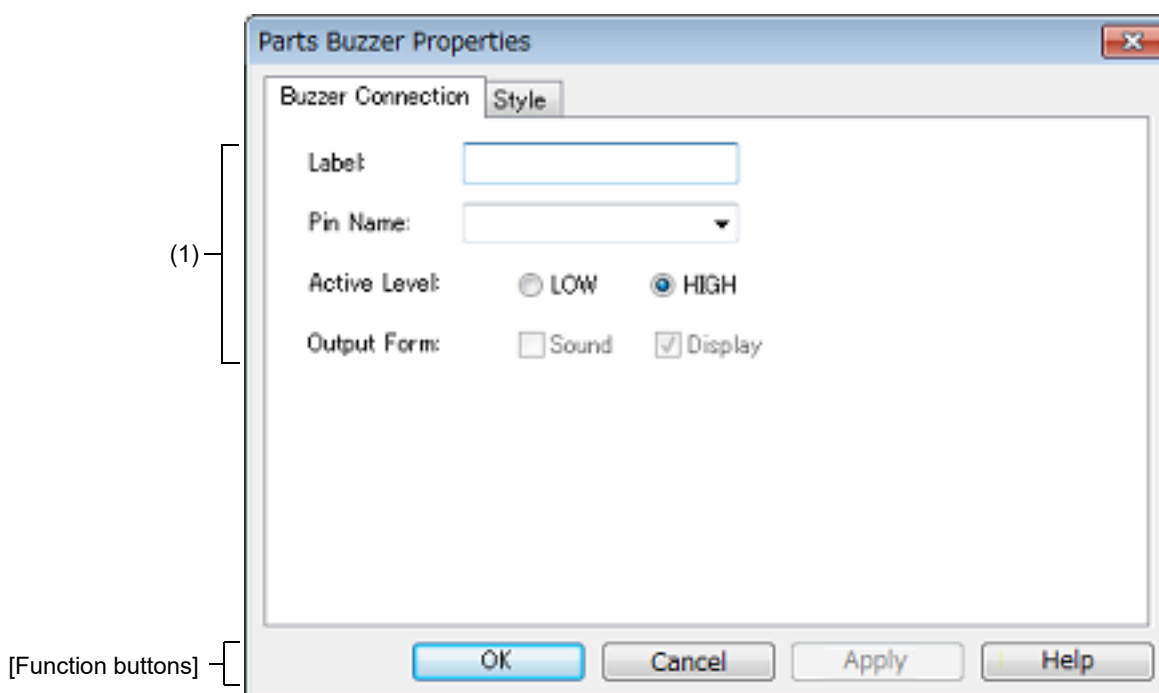 Parts Buzzer Properties
Buzzer Connection Style
Label:
Pin Name:
(1)
Active Level: LOW HIGH
Output Form: Sound Display
[Function buttons] OK Cancel Apply Help